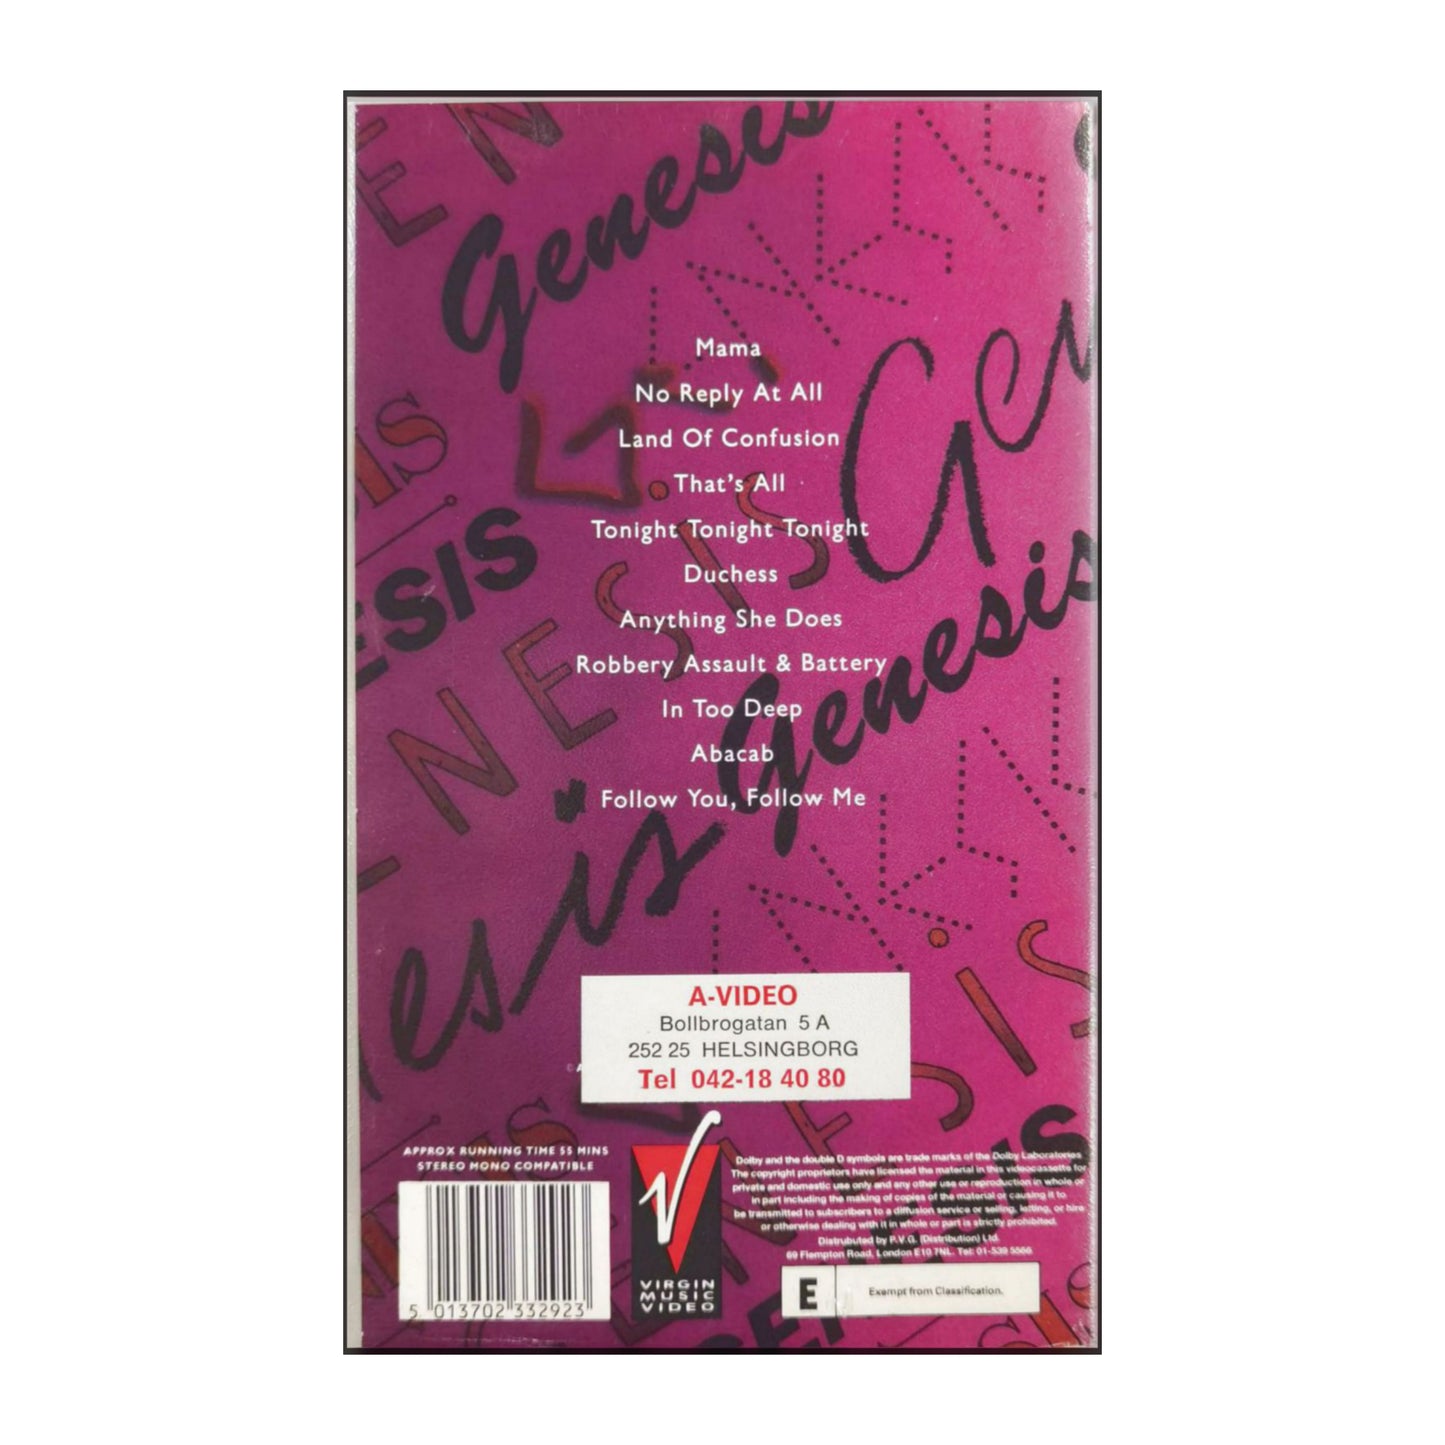 Genesis
Mama
No Reply At All
Land Of Confusion
That's All
Tonight Tonight Tonight
Duchess
Anything She Does
Robbery Assault & Battery
In Too Deep
Abacab
Follow You, Follow Me
Genesis
A-VIDEO
Bollbrogatan 5 A
252 25 HELSINGBORG
Tel 042-18 40 80
APPROX RUNNING TIME 55 MINS
STEREO MONO COMPATIBLE
5 013702 332923
VIRGIN
MUSIC
VIDEO
Dolby and the double D symbols are trade marks of the Dolby Laboratories
The copyright proprietors have licensed the material in this videocassette for
private and domestic use only and any other use or reproduction in whole or
in part including the making of copies of the material or causing it to
be transmitted to subscribers to a diffusion service or selling, letting, or hire
or otherwise dealing with it in whole or part is strictly prohibited.
Distrubuted by P.V.G. (Distribution) Ltd.
69 Flempton Road, London E10 7NL. Tel: 01-539 5566
E
Exempt from Classification.